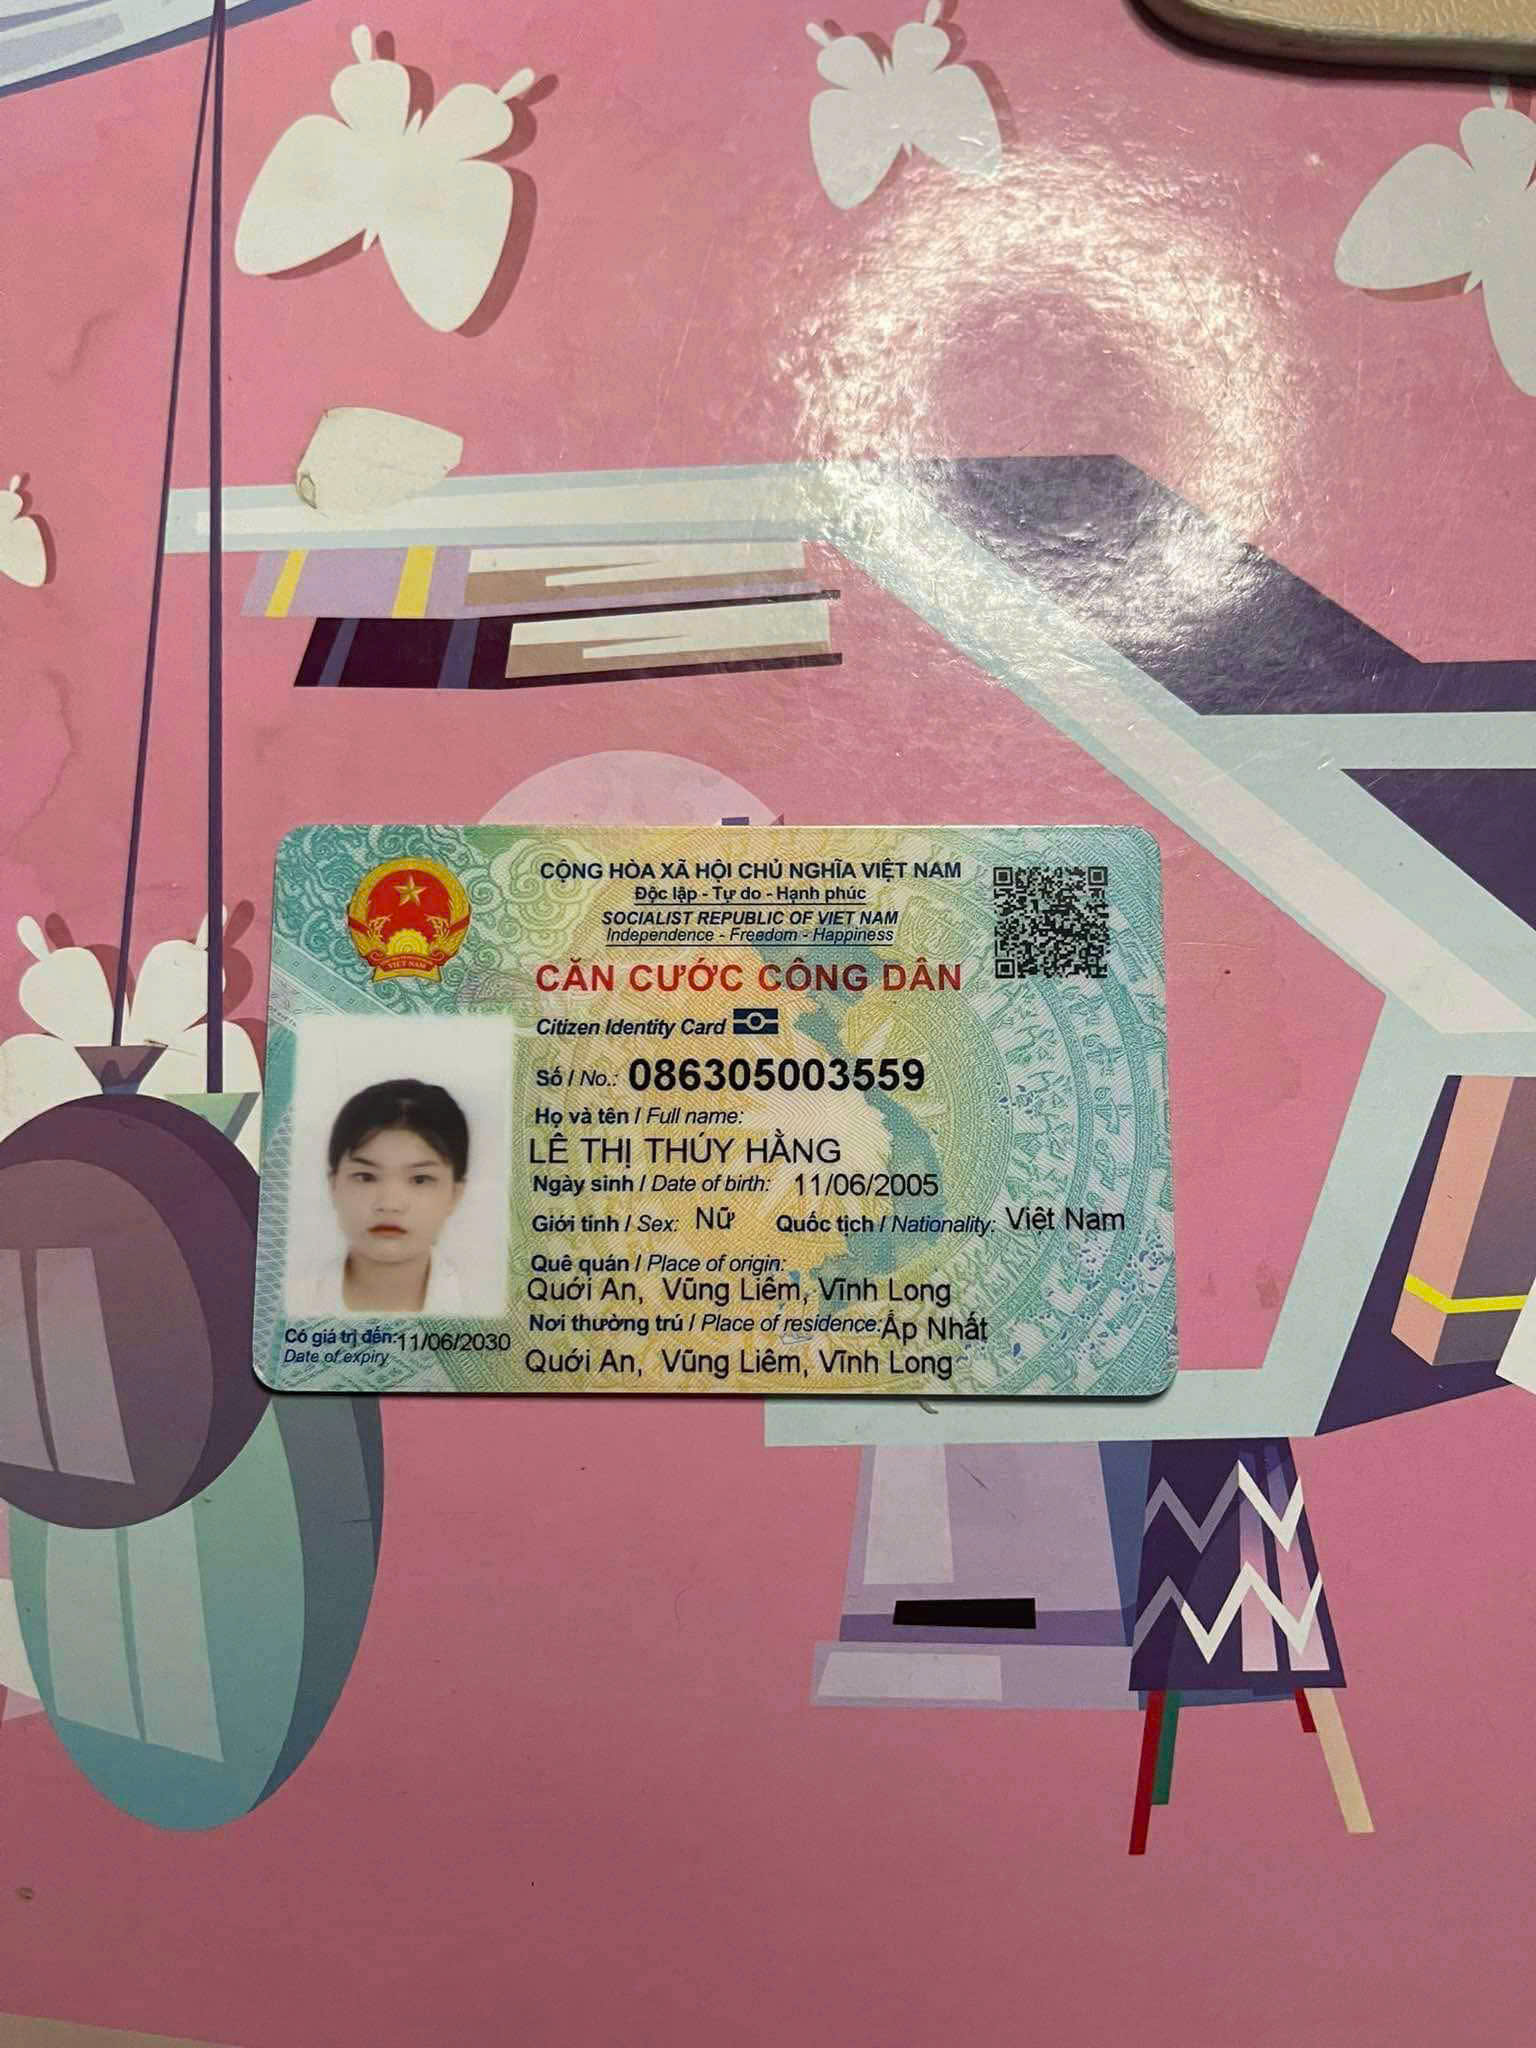 CỘNG HÒA XÃ HỘI CHỦ NGHĨA VIỆT NAM
Độc lập - Tự do - Hạnh phúc
SOCIALIST REPUBLIC OF VIET NAM
Independence - Freedom - Happiness
CĂN CƯỚC CÔNG DÂN
Citizen Identity Card
Số / No.: 086305003559
Họ và tên / Full name:
LÊ THỊ THÚY HẰNG
Ngày sinh / Date of birth: 11/06/2005
Giới tính / Sex: Nữ Quốc tịch / Nationality: Việt Nam
Quê quán / Place of origin:
Quới An, Vũng Liêm, Vĩnh Long
Nơi thường trú / Place of residence: Ấp Nhất
Quới An, Vũng Liêm, Vĩnh Long
Có giá trị đến: 11/06/2030
Date of expiry
VIỆT NAM